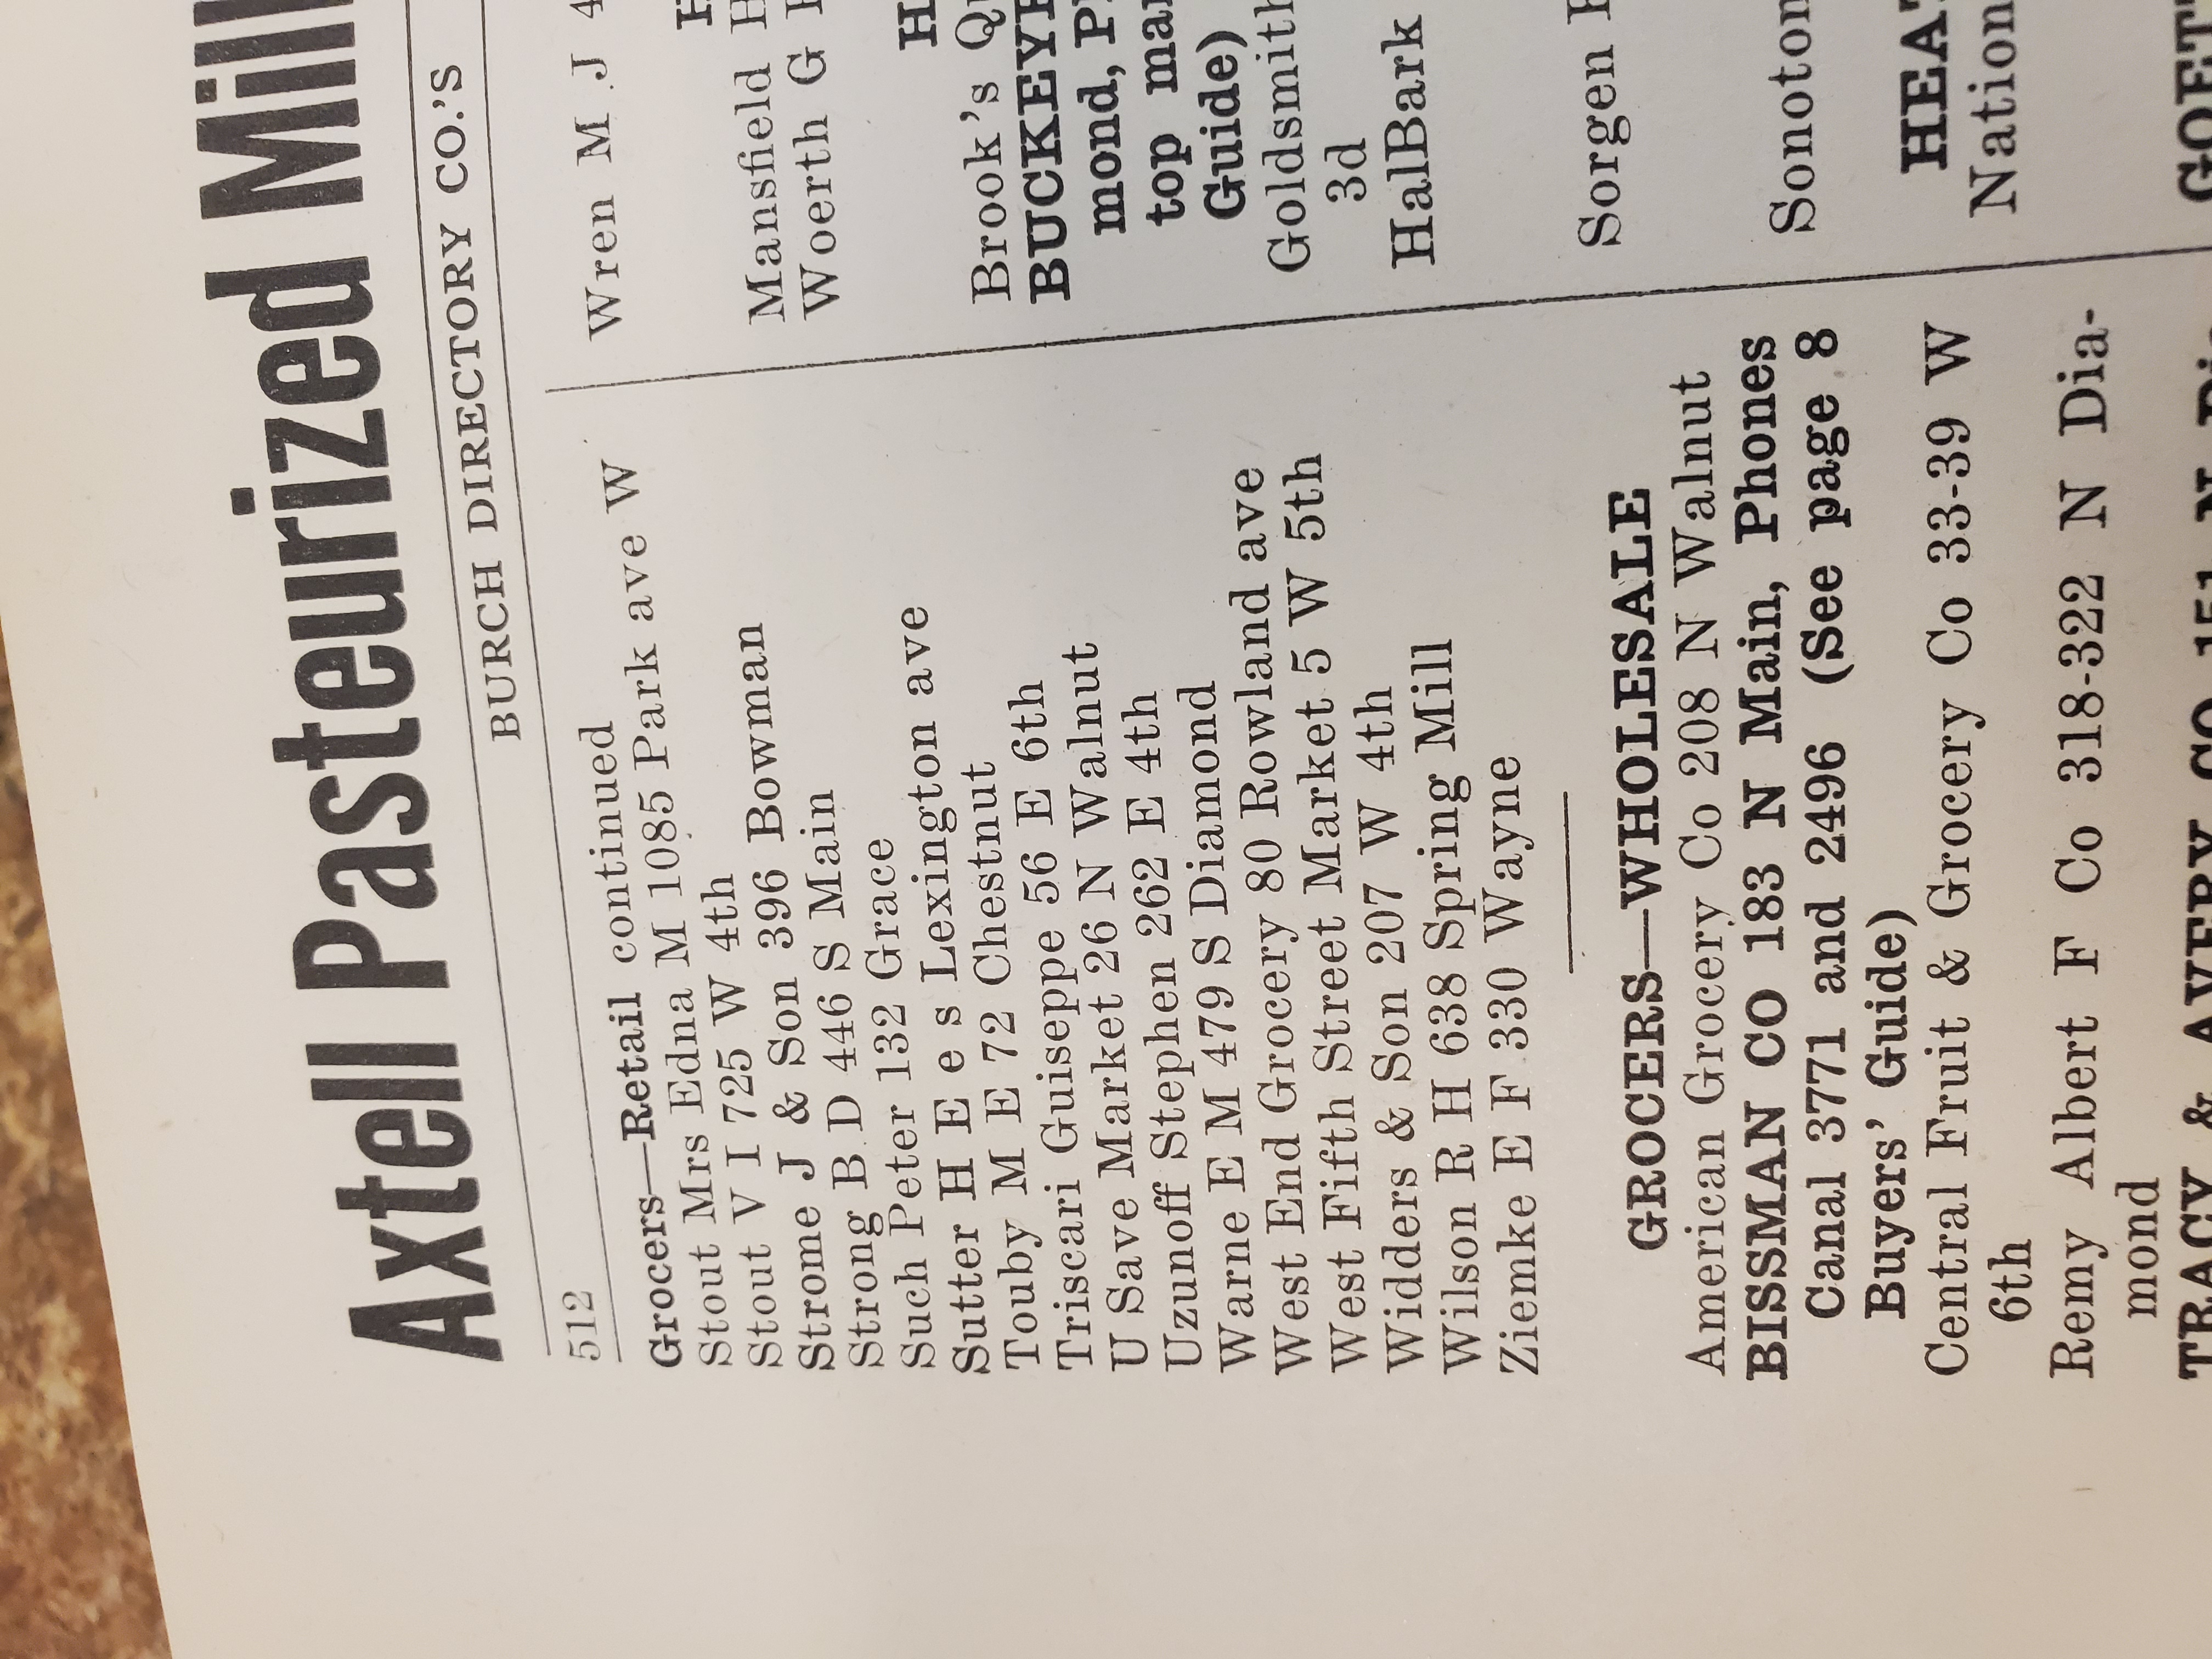 Axtell Pasteurized
BURCH DIRECTORY CO.'S
512
Grocers—Retail continued
Stout Mrs Edna M 1085 Park ave W
Stout V I 725 W 4th
Strome J & Son 396 Bowman
Strong B D 446 S Main
Such Peter 132 Grace
Sutter H E e s Lexington ave
Touby M E 72 Chestnut
Triscari Guiseppe 56 E 6th
U Save Market 26 N Walnut
Uzunoff Stephen 262 E 4th
Warne E M 479 S Diamond
West End Grocery 80 Rowland ave
West Fifth Street Market 5 W 5th
Widders & Son 207 W 4th
Wilson R H 638 Spring Mill
Ziemke E F 330 Wayne
GROCERS—WHOLESALE
American Grocery Co 208 N Walnut
BISSMAN CO 183 N Main, Phones
Canal 3771 and 2496 (See page 8
Buyers' Guide)
Central Fruit & Grocery Co 33-39 W
6th
Remy Albert F Co 318-322 N Dia-
mond
TRACY & AVERY CO 151 N
Wren M J 4
Mansfield H
Woerth G
Brook's
BUCKEYE
mond,
top
Guide)
Goldsmith
3d
HalBark
Sorgen
Sonoton